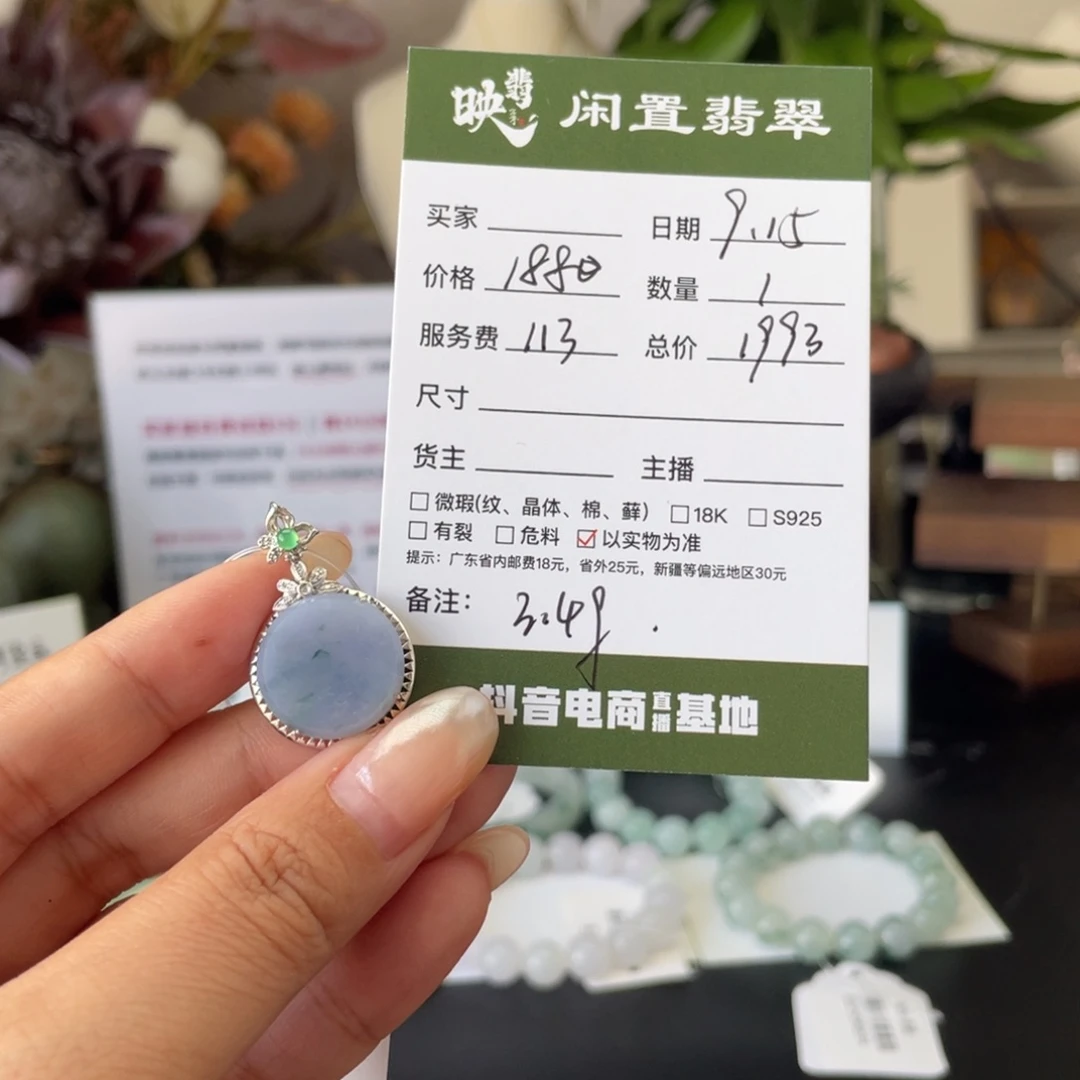 映翡 闲置翡翠
买家 日期 9.15
价格 1880 数量 1
服务费 113 总价 1993
尺寸
货主 主播
□ 微瑕(纹、晶体、棉、藓) □ 18K □ S925
□ 有裂 □ 危料 ☑ 以实物为准
提示：广东省内邮费18元，省外25元，新疆等偏远地区30元
备注： 3.4g .
抖音电商直播基地